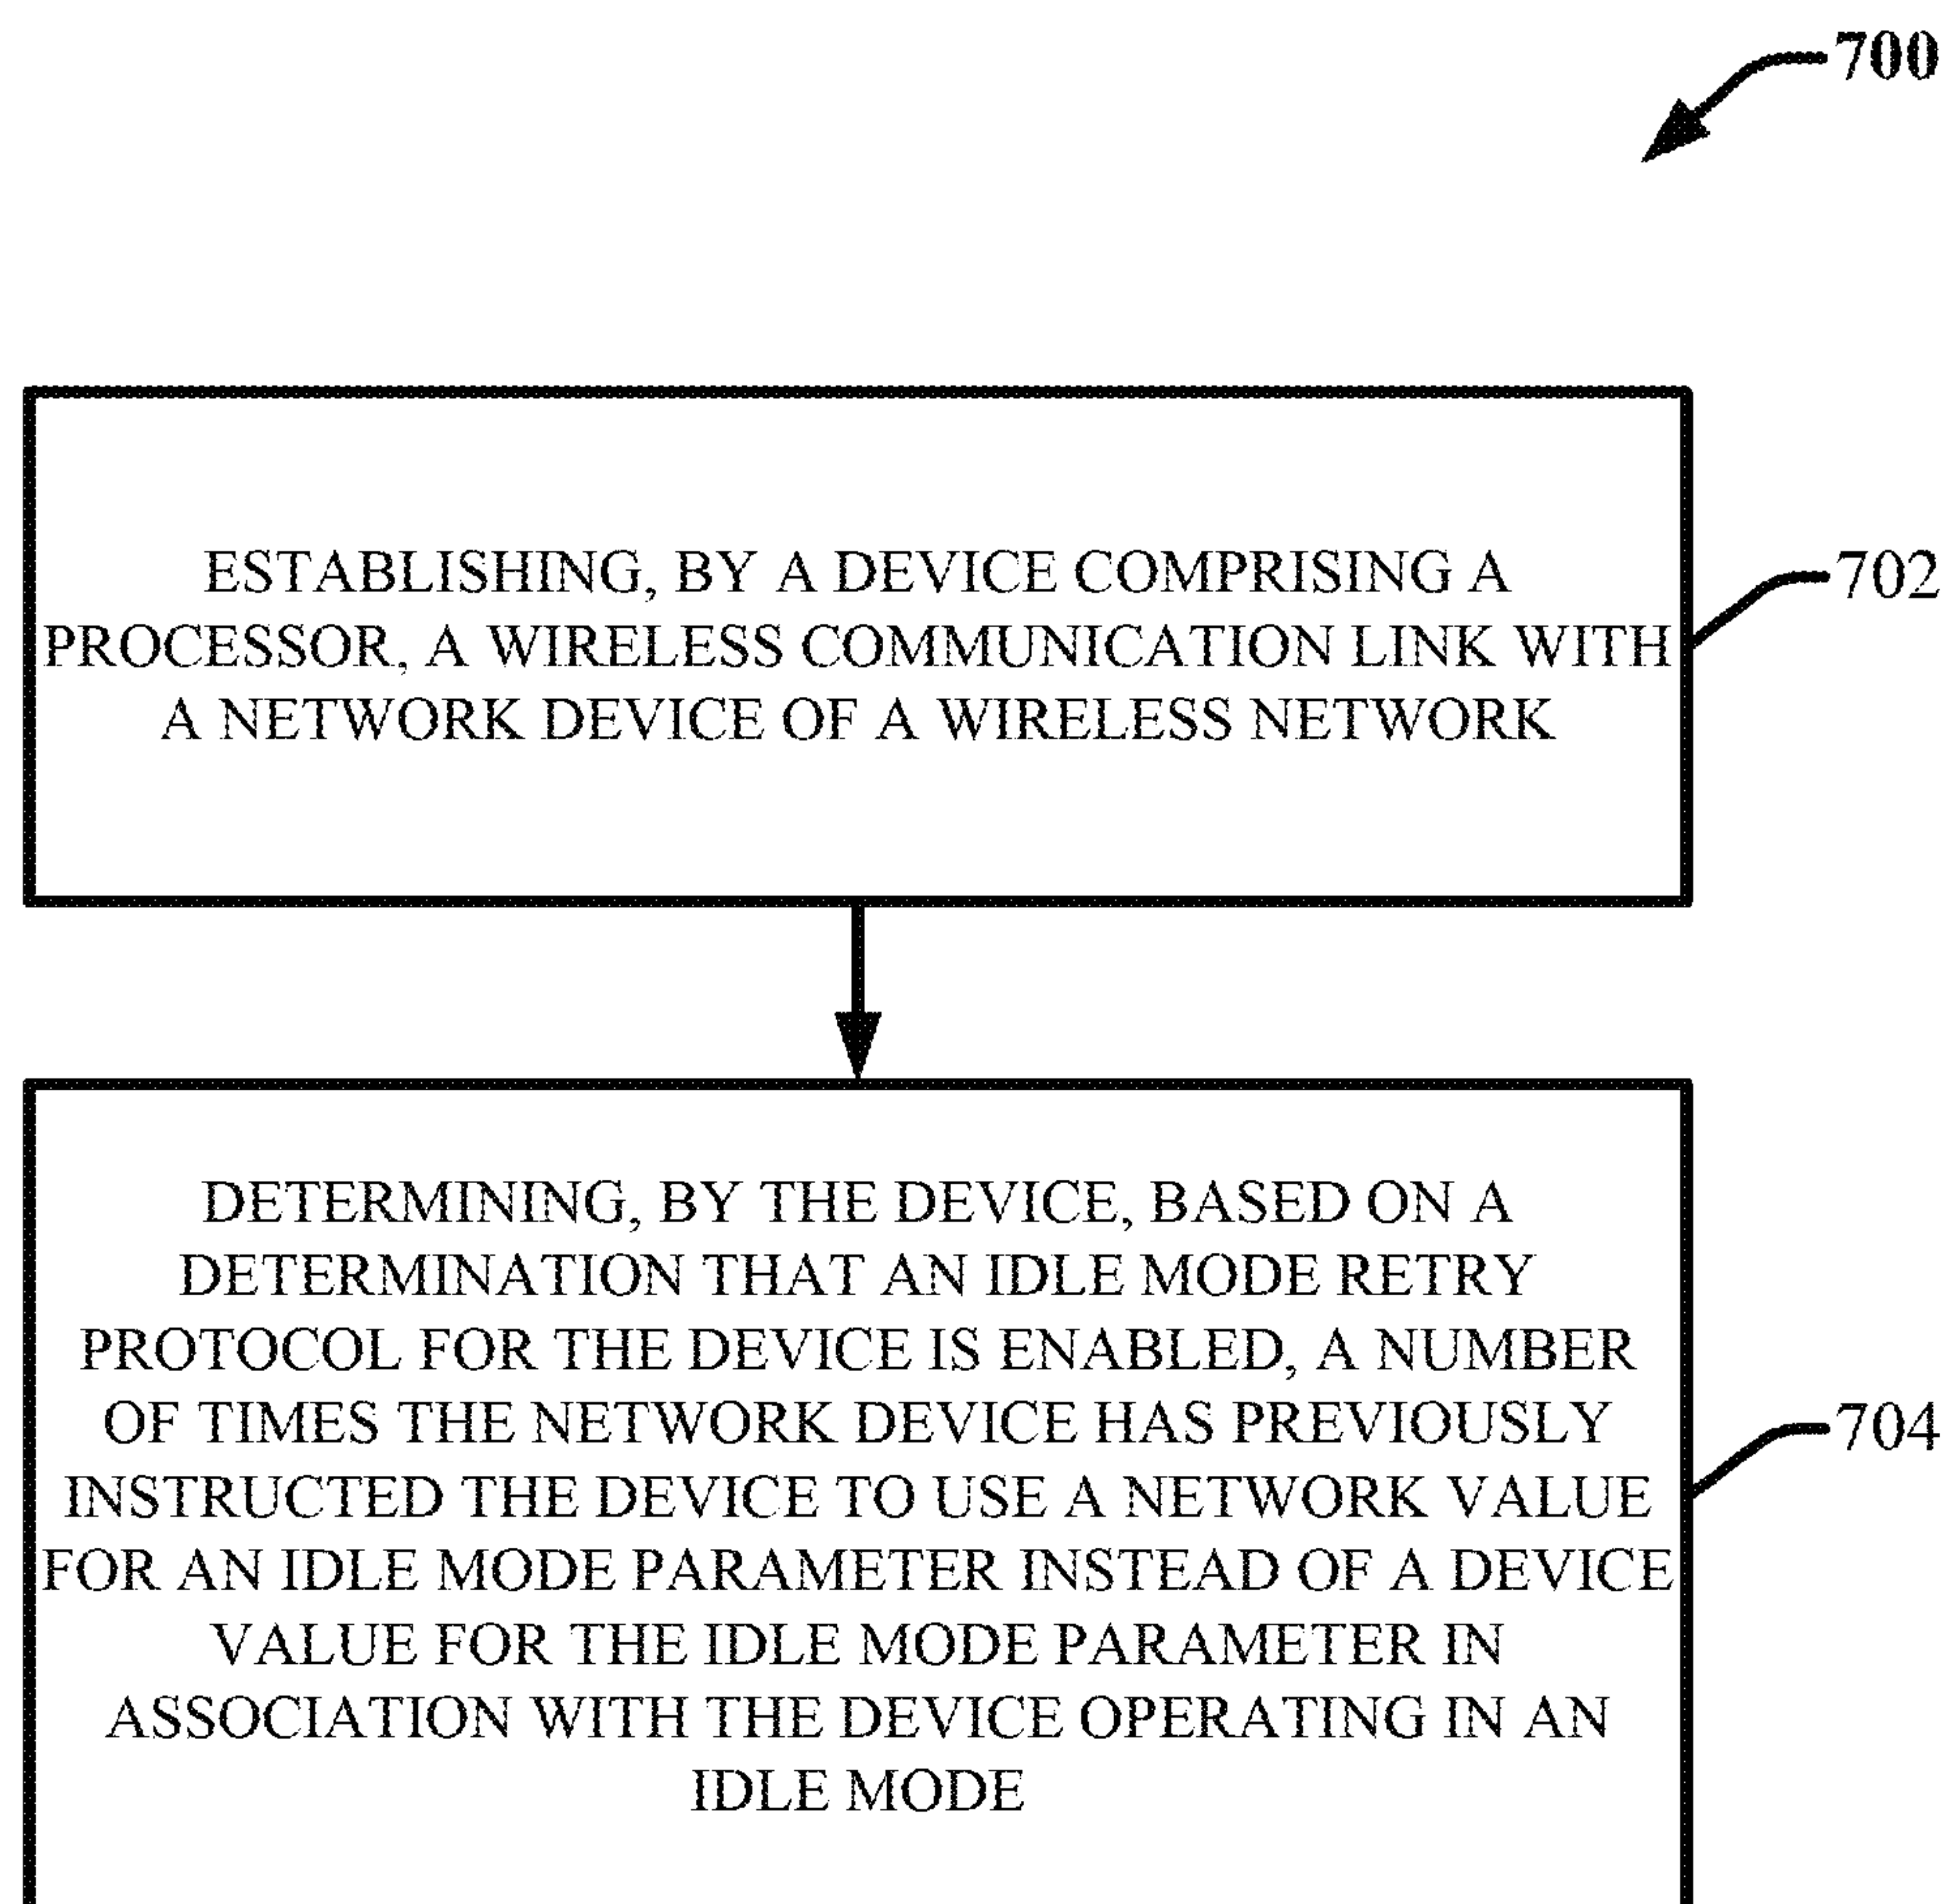 700
ESTABLISHING, BY A DEVICE COMPRISING A
PROCESSOR, A WIRELESS COMMUNICATION LINK WITH
A NETWORK DEVICE OF A WIRELESS NETWORK
702
DETERMINING, BY THE DEVICE, BASED ON A
DETERMINATION THAT AN IDLE MODE RETRY
PROTOCOL FOR THE DEVICE IS ENABLED, A NUMBER
OF TIMES THE NETWORK DEVICE HAS PREVIOUSLY
INSTRUCTED THE DEVICE TO USE A NETWORK VALUE
FOR AN IDLE MODE PARAMETER INSTEAD OF A DEVICE
VALUE FOR THE IDLE MODE PARAMETER IN
ASSOCIATION WITH THE DEVICE OPERATING IN AN
IDLE MODE
704